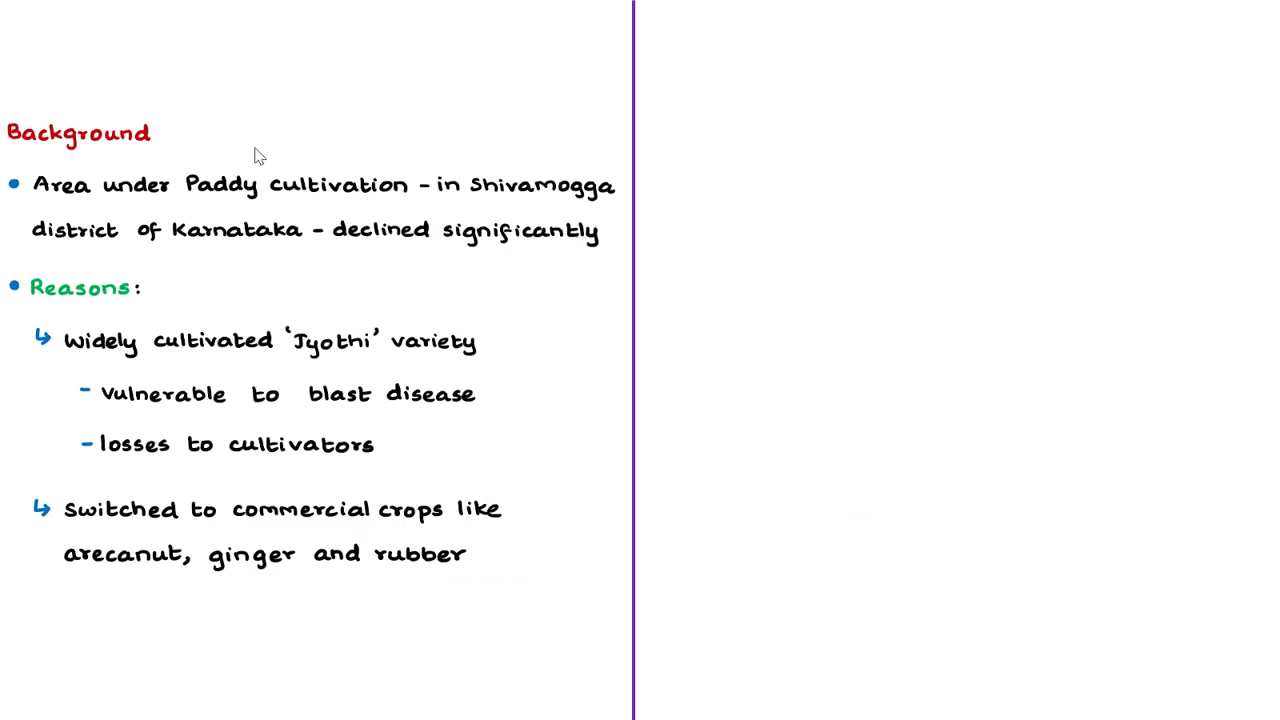 Background
• Area under Paddy cultivation - in Shivamogga
district of Karnataka - declined significantly
• Reasons:
↳ Widely cultivated 'Jyothi' variety
- vulnerable to blast disease
- losses to cultivators
↳ Switched to commercial crops like
arecanut, ginger and rubber